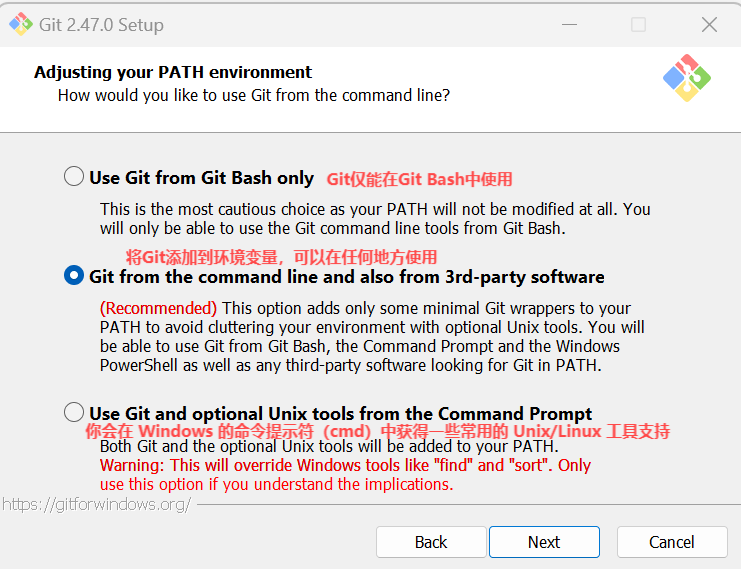 Git 2.47.0 Setup
Adjusting your PATH environment
How would you like to use Git from the command line?
Use Git from Git Bash only Git仅能在Git Bash中使用
This is the most cautious choice as your PATH will not be modified at all. You
will only be able to use the Git command line tools from Git Bash.
将Git添加到环境变量，可以在任何地方使用
Git from the command line and also from 3rd-party software
(Recommended) This option adds only some minimal Git wrappers to your
PATH to avoid cluttering your environment with optional Unix tools. You will
be able to use Git from Git Bash, the Command Prompt and the Windows
PowerShell as well as any third-party software looking for Git in PATH.
Use Git and optional Unix tools from the Command Prompt
你会在 Windows 的命令提示符（cmd）中获得一些常用的 Unix/Linux 工具支持
Both Git and the optional Unix tools will be added to your PATH.
Warning: This will override Windows tools like "find" and "sort". Only
use this option if you understand the implications.
https://gitforwindows.org/
Back Next Cancel